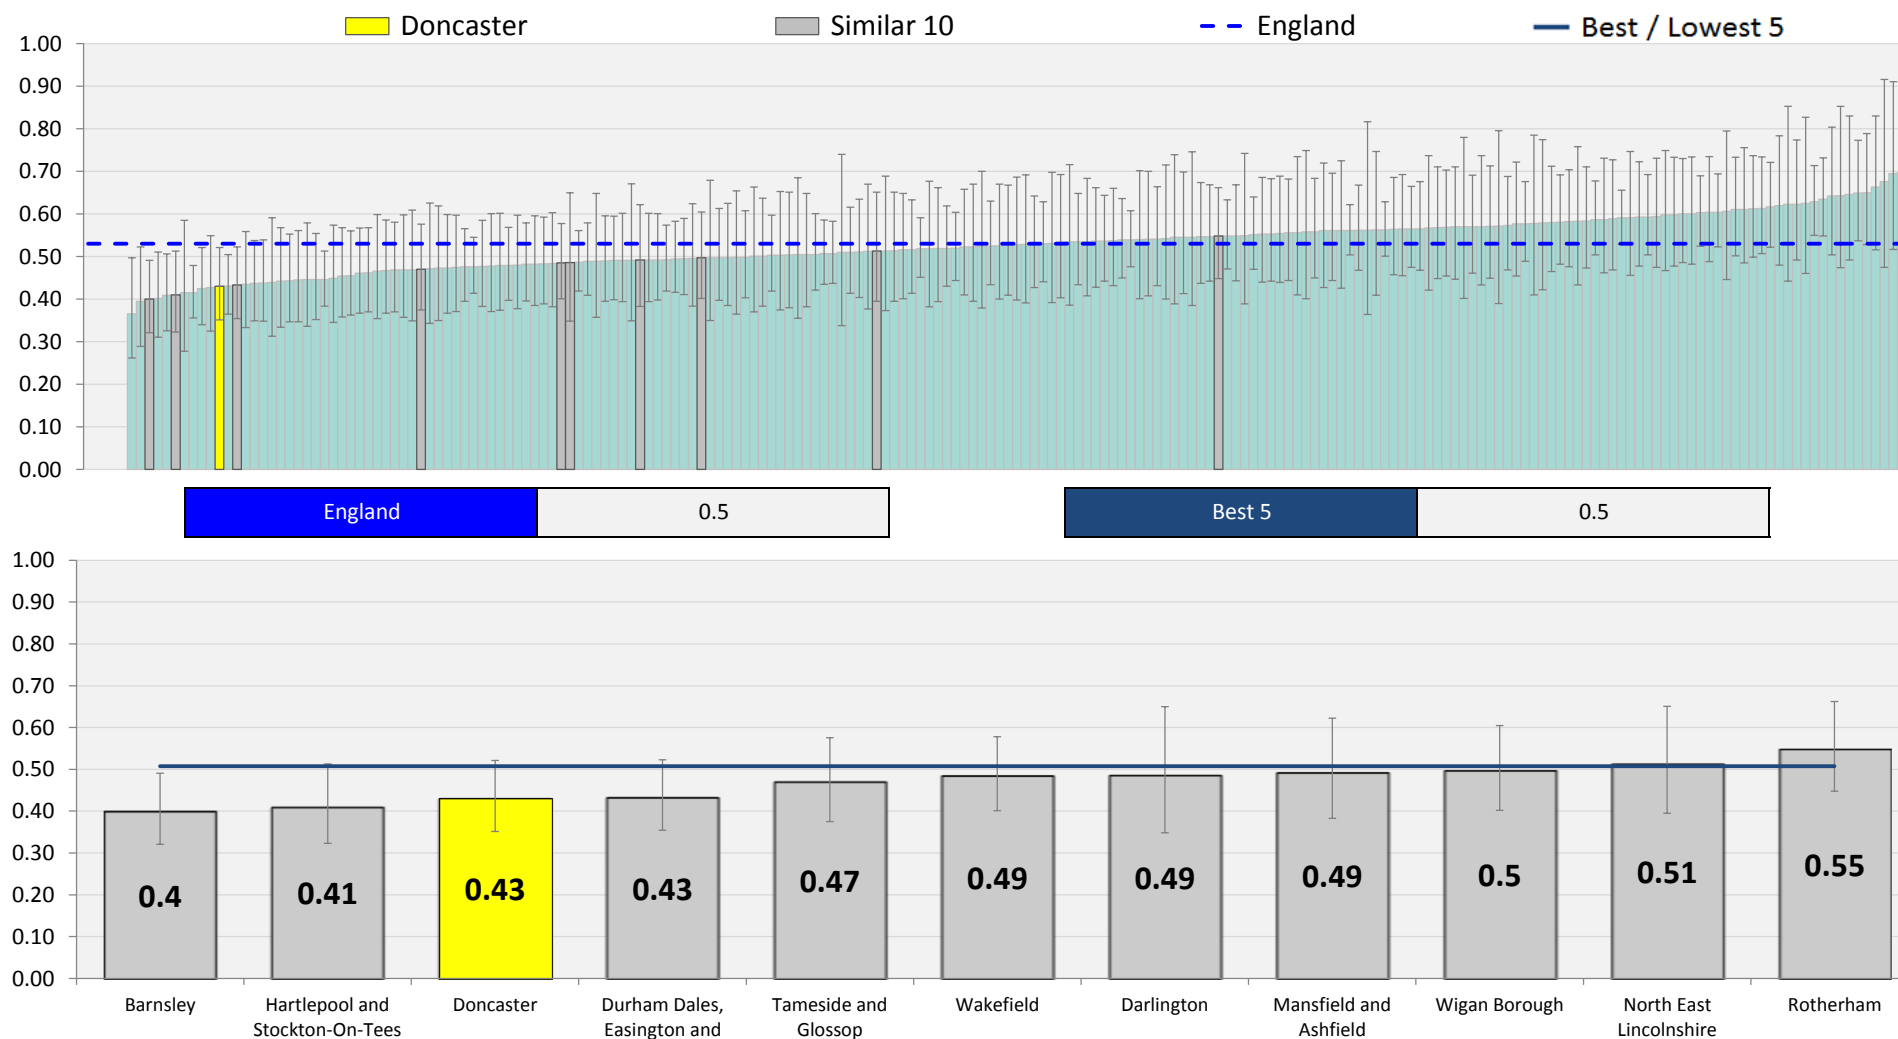 Doncaster Similar 10 England Best / Lowest 5
1.00
0.90
0.80
0.70
0.60
0.50
0.40
0.30
0.20
0.10
0.00
England 0.5 Best 5 0.5
1.00
0.90
0.80
0.70
0.60
0.50
0.40
0.30
0.20
0.10
0.00
0.4 0.41 0.43 0.43 0.47 0.49 0.49 0.49 0.5 0.51 0.55
Barnsley
Hartlepool and
Stockton-On-Tees
Doncaster
Durham Dales,
Easington and
Tameside and
Glossop
Wakefield
Darlington
Mansfield and
Ashfield
Wigan Borough
North East
Lincolnshire
Rotherham